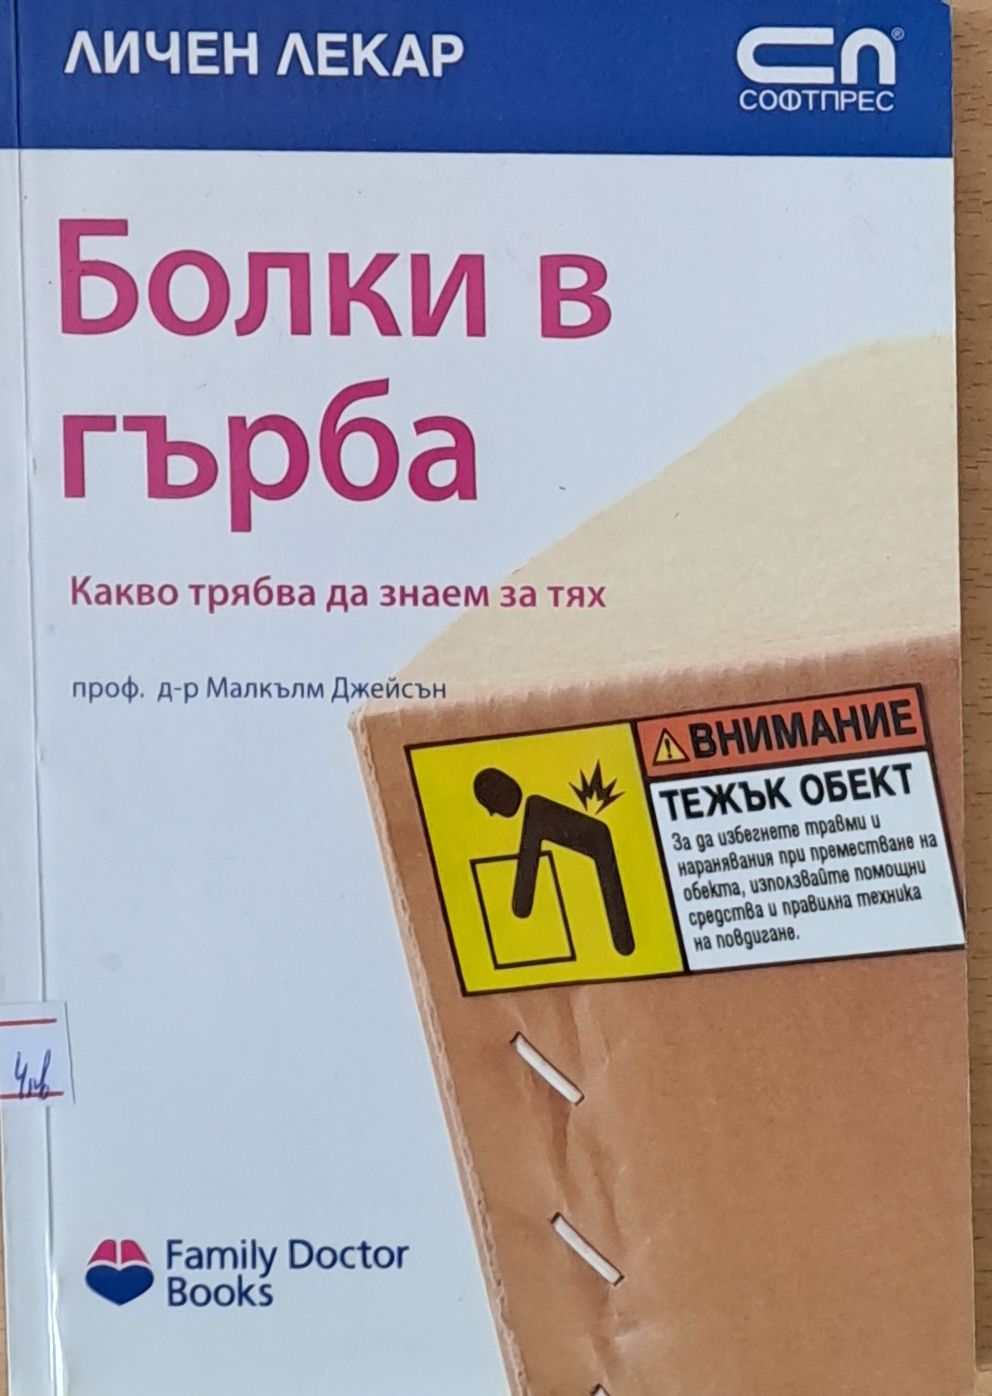 ЛИЧЕН ЛЕКАР
СП®
СОФТПРЕС
Болки в
гърба
Какво трябва да знаем за тях
проф. д-р Малкълм Джейсън
ВНИМАНИЕ
ТЕЖЪК ОБЕКТ
За да избегнете травми и
наранявания при преместване на
обекта, използвайте помощни
средства и правилна техника
на повдигане.
4лв
Family Doctor
Books